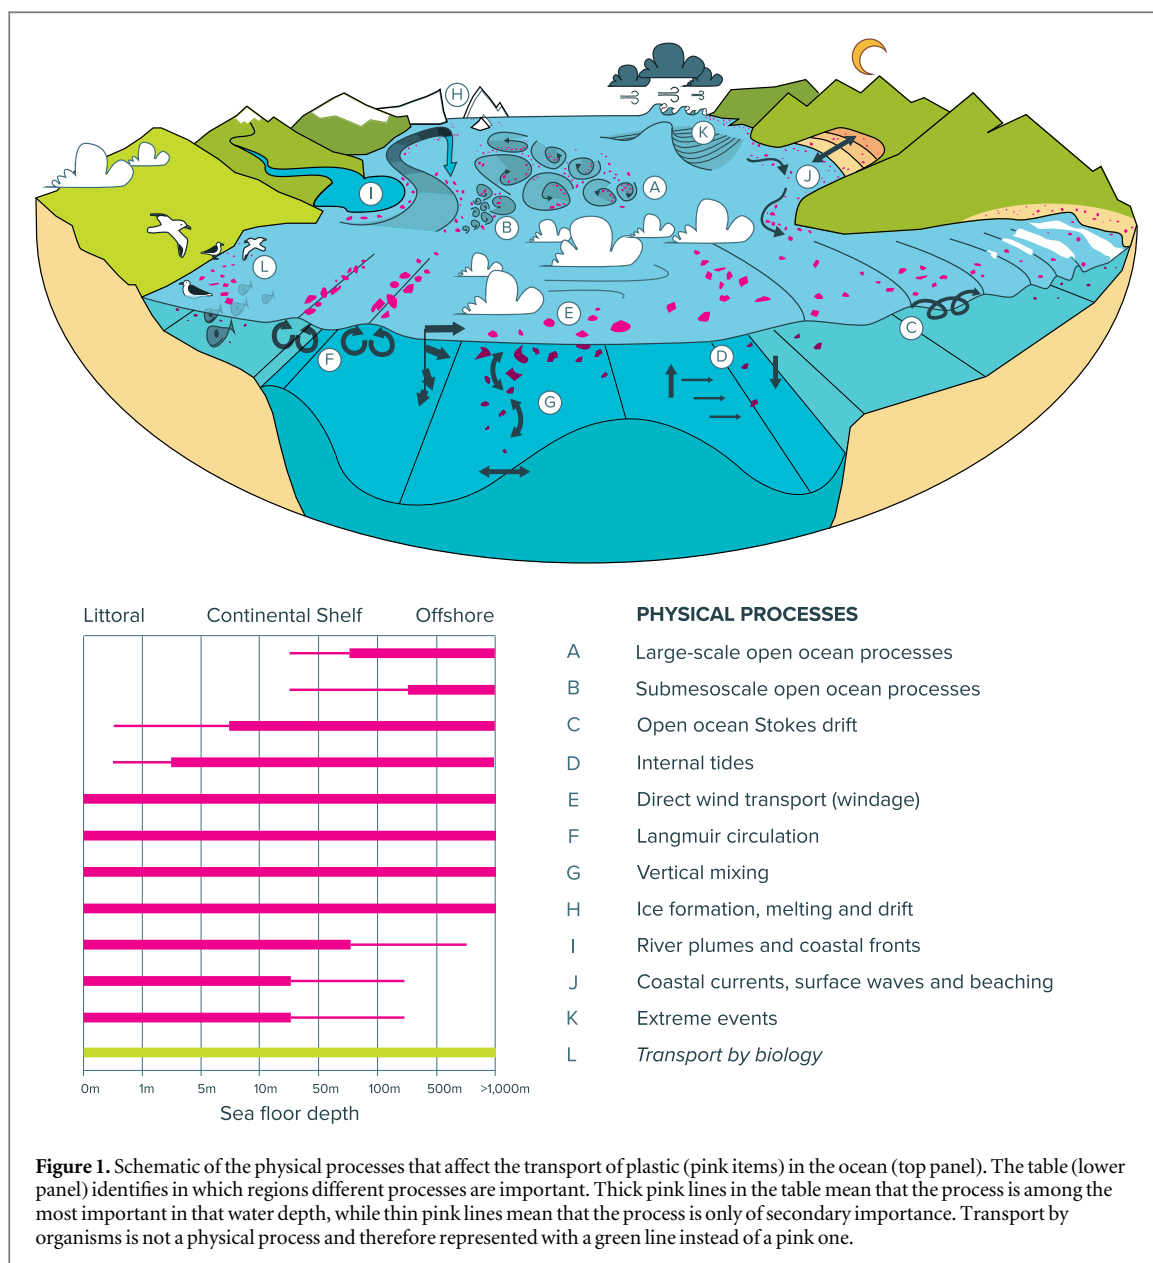 H
K
J
I
A
B
L
E
C
F
D
G
Littoral Continental Shelf Offshore
PHYSICAL PROCESSES
A Large-scale open ocean processes
B Submesoscale open ocean processes
C Open ocean Stokes drift
D Internal tides
E Direct wind transport (windage)
F Langmuir circulation
G Vertical mixing
H Ice formation, melting and drift
I River plumes and coastal fronts
J Coastal currents, surface waves and beaching
K Extreme events
L Transport by biology
0m 1m 5m 10m 50m 100m 500m >1,000m
Sea floor depth
Figure 1. Schematic of the physical processes that affect the transport of plastic (pink items) in the ocean (top panel). The table (lower
panel) identifies in which regions different processes are important. Thick pink lines in the table mean that the process is among the
most important in that water depth, while thin pink lines mean that the process is only of secondary importance. Transport by
organisms is not a physical process and therefore represented with a green line instead of a pink one.